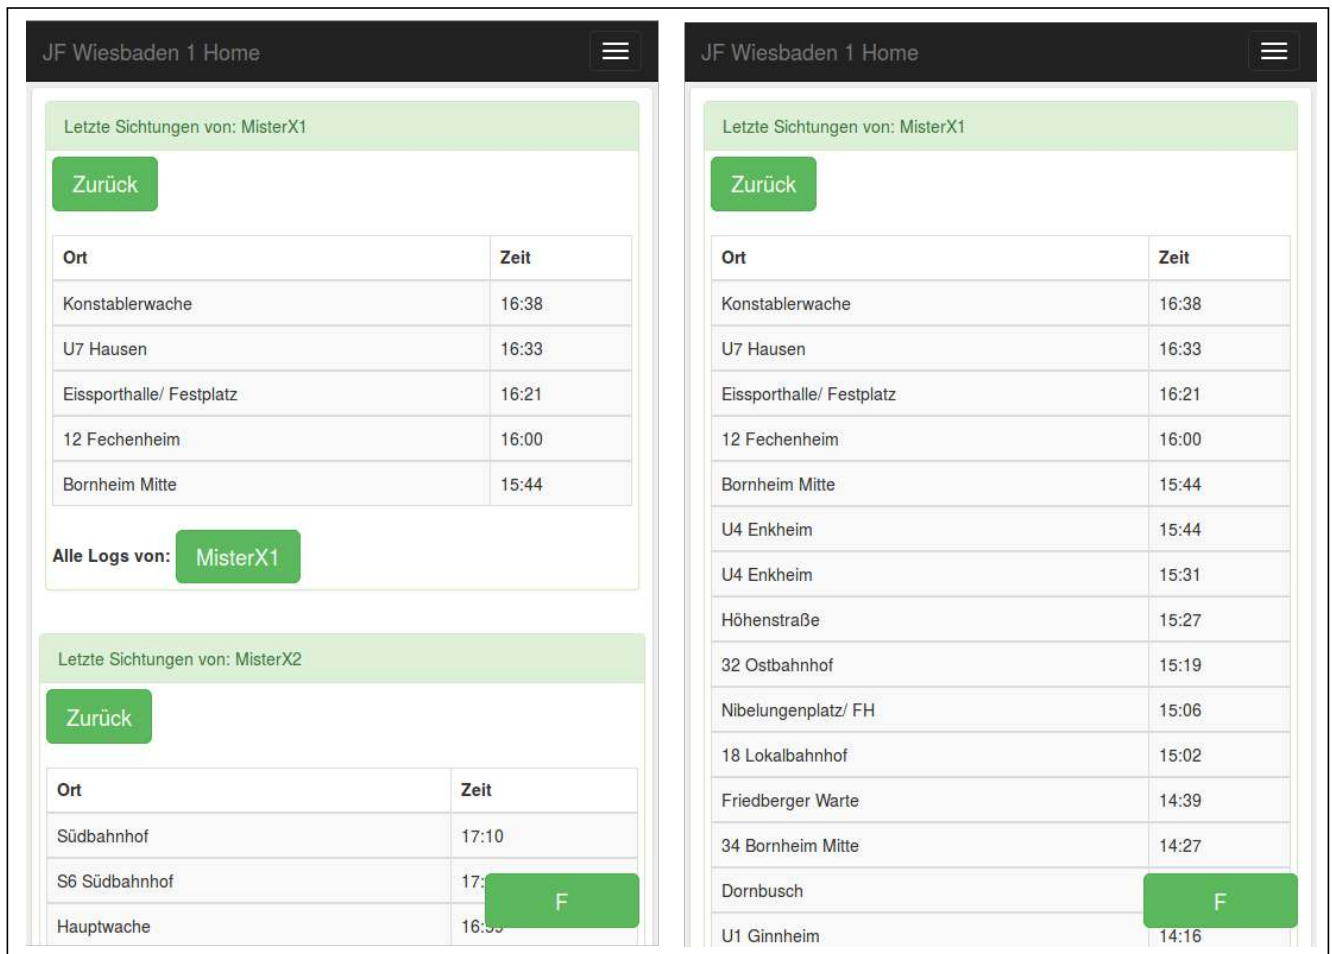 JF Wiesbaden 1 Home
Letzte Sichtungen von: MisterX1
Zurück
Ort Zeit
Konstablerwache 16:38
U7 Hausen 16:33
Eissporthalle/ Festplatz 16:21
12 Fechenheim 16:00
Bornheim Mitte 15:44
Alle Logs von: MisterX1
Letzte Sichtungen von: MisterX2
Zurück
Ort Zeit
Südbahnhof 17:10
S6 Südbahnhof 17:
Hauptwache 16:
F
JF Wiesbaden 1 Home
Letzte Sichtungen von: MisterX1
Zurück
Ort Zeit
Konstablerwache 16:38
U7 Hausen 16:33
Eissporthalle/ Festplatz 16:21
12 Fechenheim 16:00
Bornheim Mitte 15:44
U4 Enkheim 15:44
U4 Enkheim 15:31
Höhenstraße 15:27
32 Ostbahnhof 15:19
Nibelungenplatz/ FH 15:06
18 Lokalbahnhof 15:02
Friedberger Warte 14:39
34 Bornheim Mitte 14:27
Dornbusch
F
U1 Ginnheim 14:16